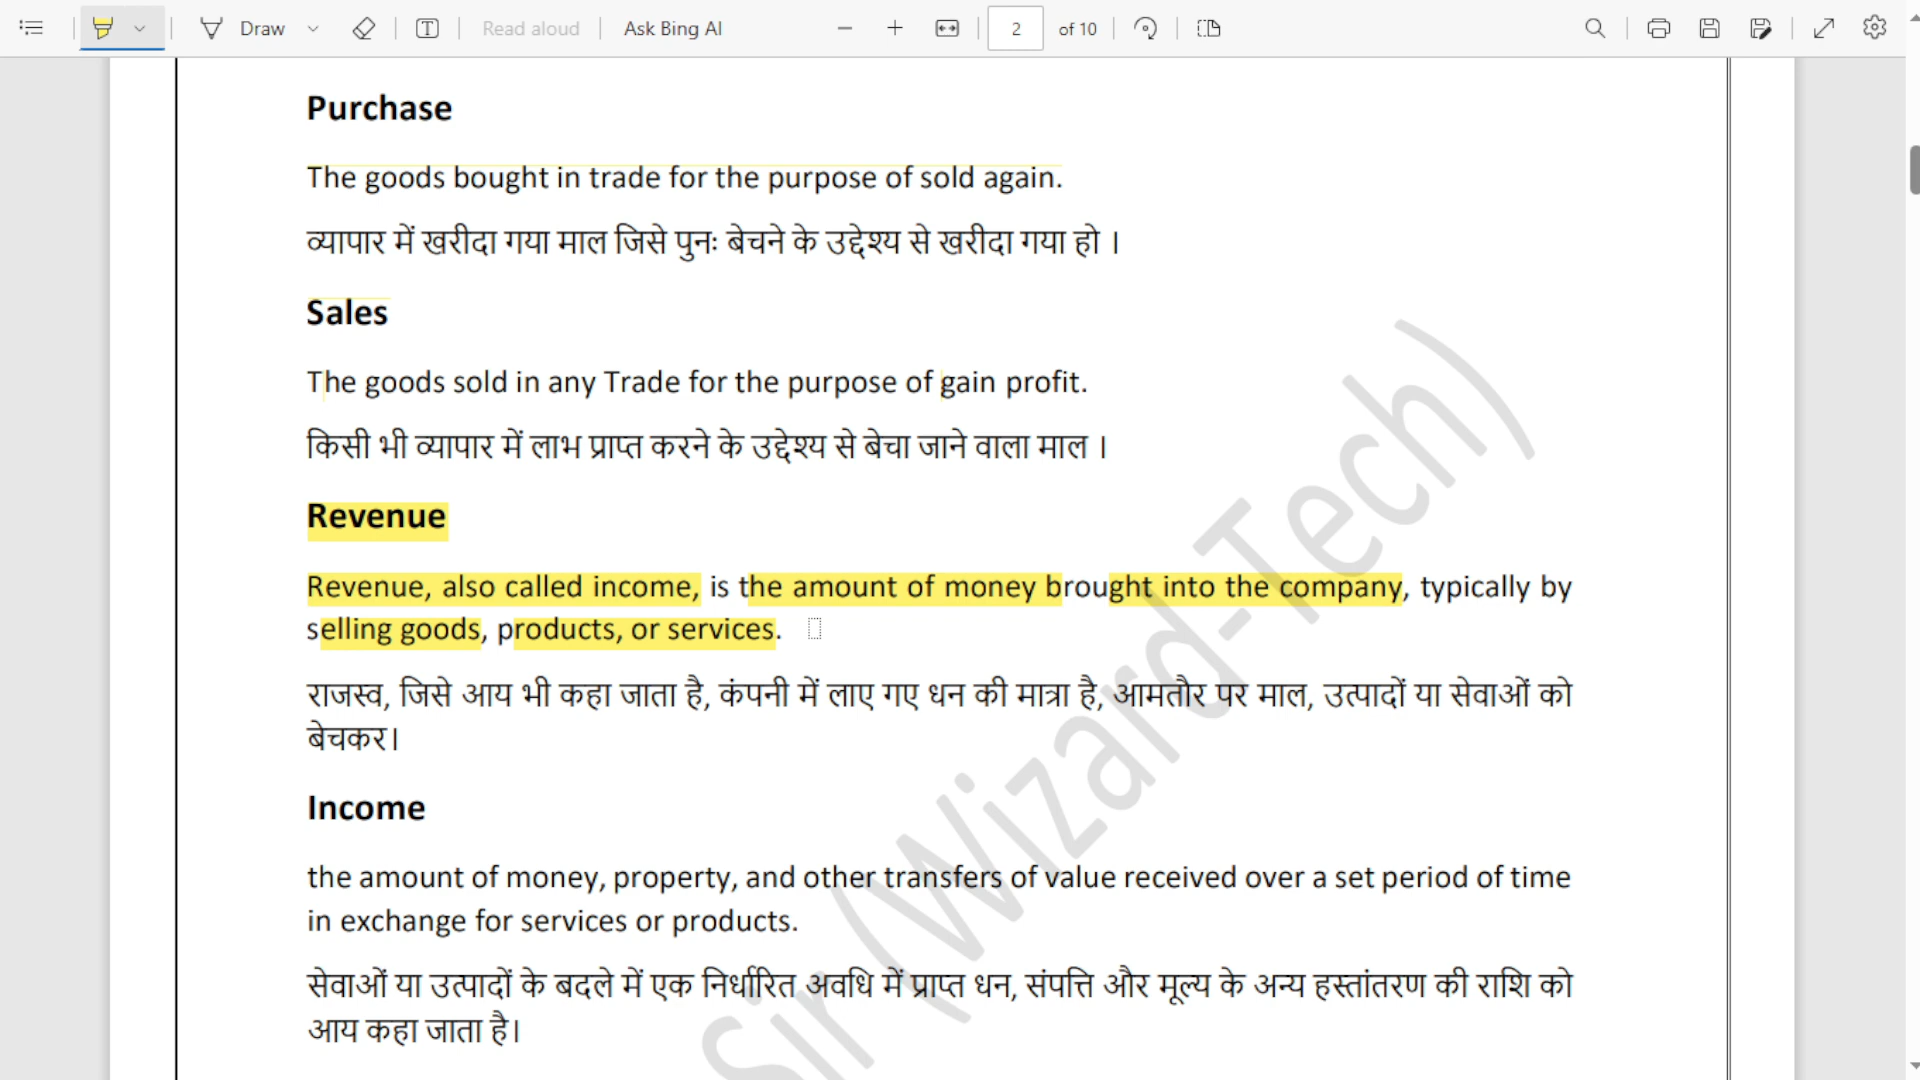 Draw
Read aloud
Ask Bing AI
2
of 10
Purchase
The goods bought in trade for the purpose of sold again.
व्यापार में खरीदा गया माल जिसे पुनः बेचने के उद्देश्य से खरीदा गया हो ।
Sales
The goods sold in any Trade for the purpose of gain profit.
किसी भी व्यापार में लाभ प्राप्त करने के उद्देश्य से बेचा जाने वाला माल ।
Revenue
Revenue, also called income, is the amount of money brought into the company, typically by
selling goods, products, or services.
राजस्व, जिसे आय भी कहा जाता है, कंपनी में लाए गए धन की मात्रा है, आमतौर पर माल, उत्पादों या सेवाओं को
बेचकर।
Income
the amount of money, property, and other transfers of value received over a set period of time
in exchange for services or products.
सेवाओं या उत्पादों के बदले में एक निर्धारित अवधि में प्राप्त धन, संपत्ति और मूल्य के अन्य हस्तांतरण की राशि को
आय कहा जाता है।
Sir (Wizard-Tech)